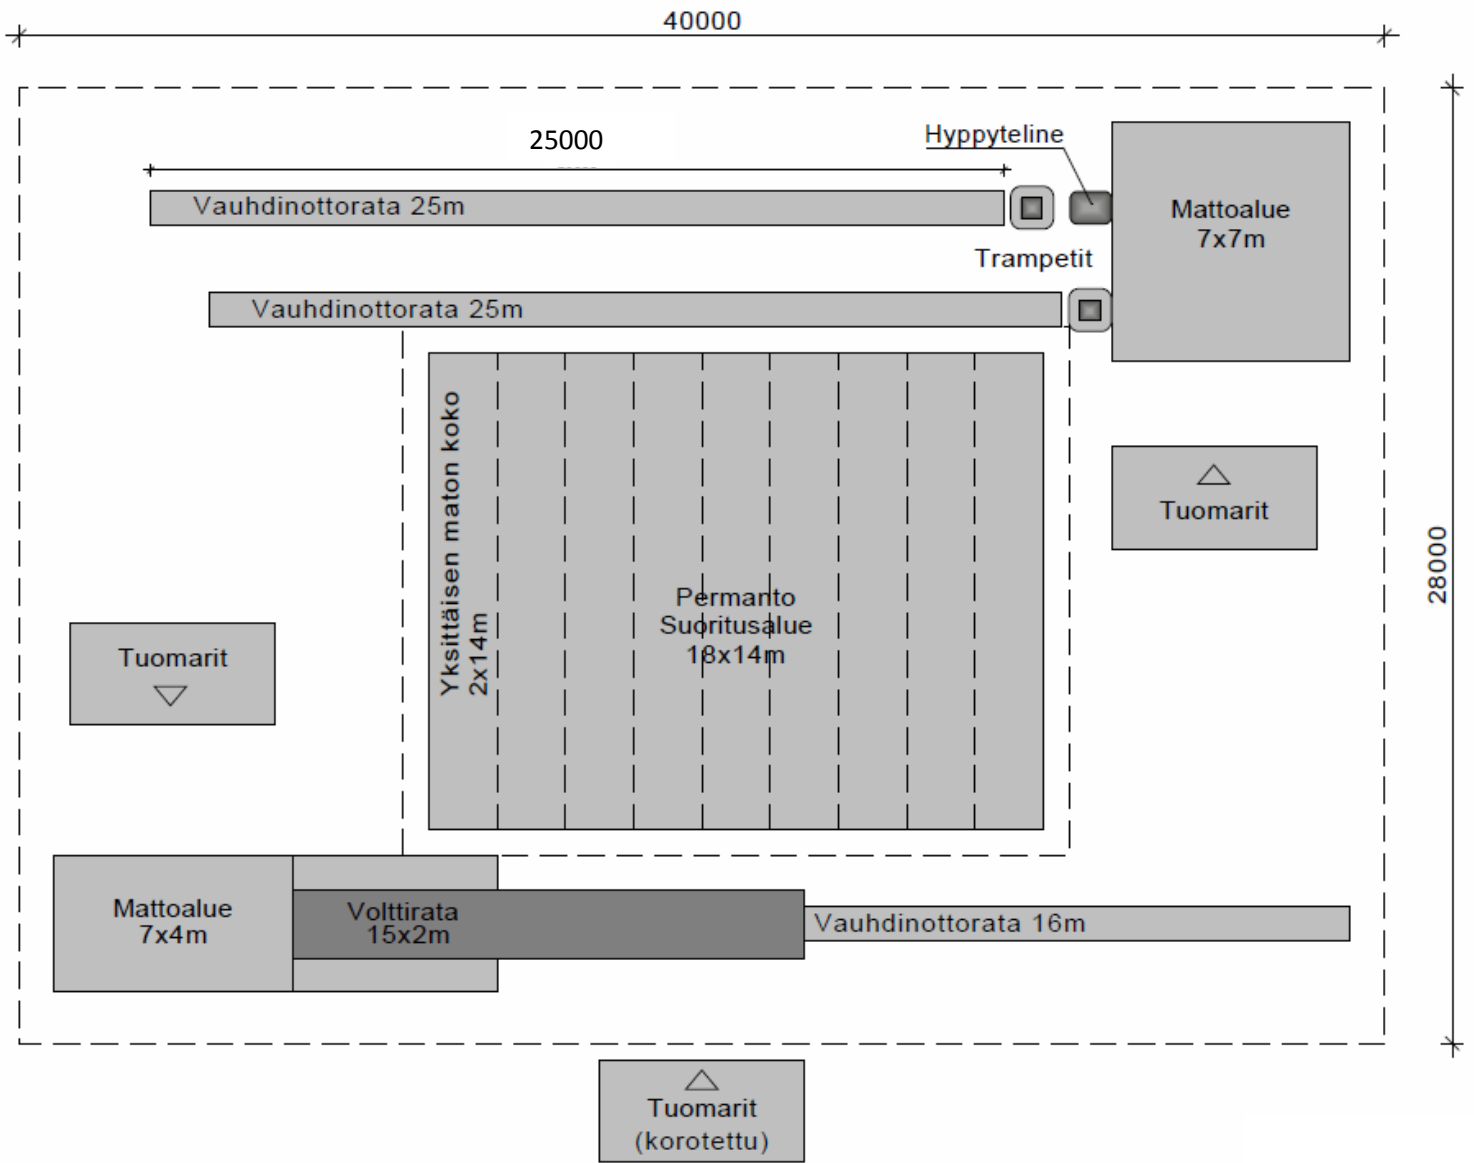 40000
25000
Hyppyteline
Vauhdinottorata 25m
Mattoalue
7x7m
Trampetit
Vauhdinottorata 25m
Yksittäisen maton koko
2x14m
Tuomarit
28000
Permanto
Suoritusalue
18x14m
Tuomarit
Mattoalue
7x4m
Volttirata
15x2m
Vauhdinottorata 16m
Tuomarit
(korotettu)